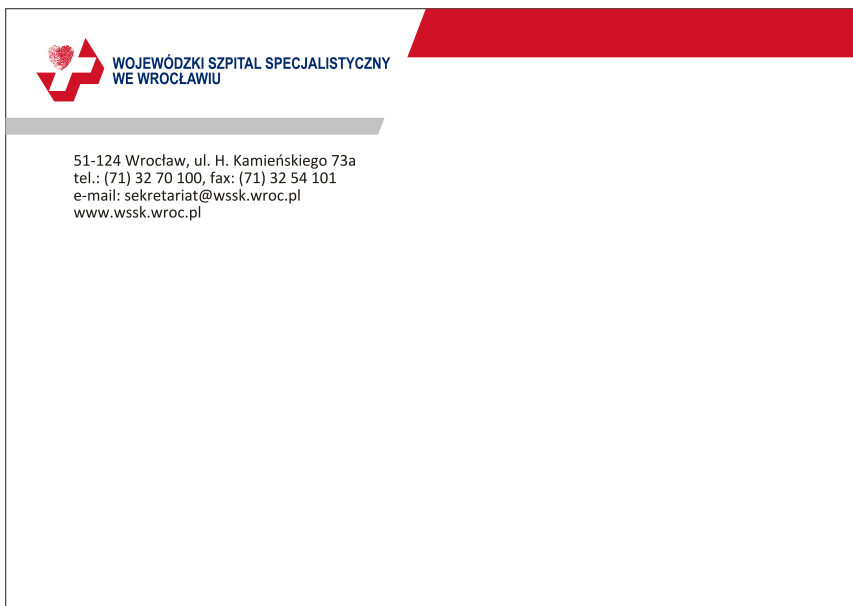 WOJEWÓDZKI SZPITAL SPECJALISTYCZNY
WE WROCŁAWIU
51-124 Wrocław, ul. H. Kamieńskiego 73a
tel.: (71) 32 70 100, fax: (71) 32 54 101
e-mail: sekretariat@wssk.wroc.pl
www.wssk.wroc.pl